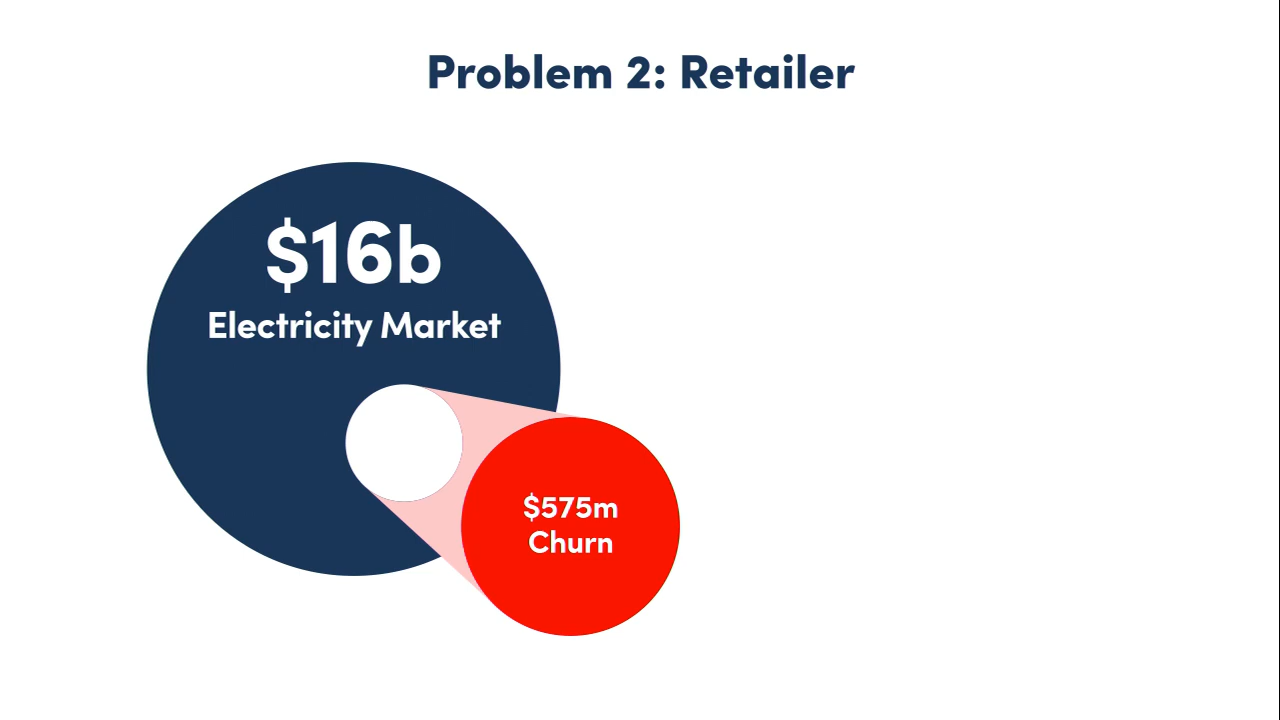 Problem 2: Retailer
$16b
Electricity Market
$575m
Churn